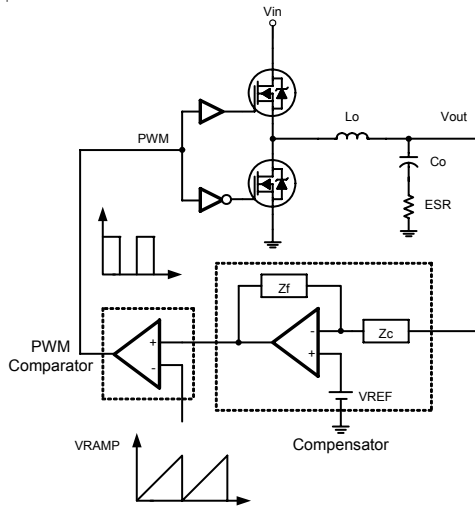 Vin
Lo
Vout
PWM
Co
ESR
Zf
-
+
Zc
+
-
PWM
Comparator
VREF
VRAMP
Compensator